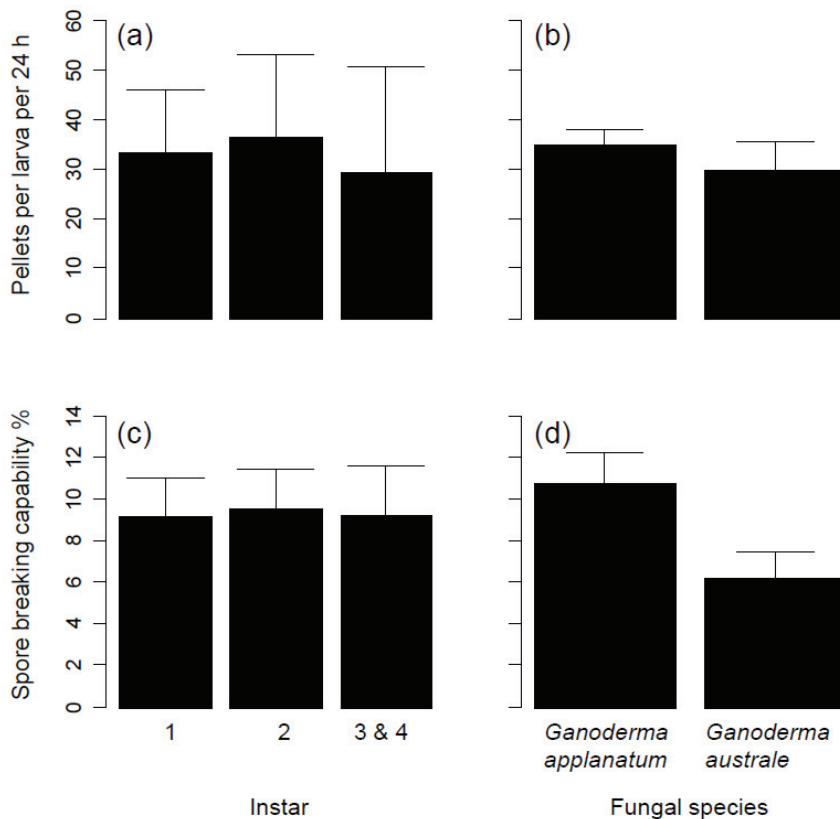 Pellets per larva per 24 h
60
50
40
30
20
10
0
(a)
(b)
Spore breaking capability %
14
12
10
8
6
4
2
0
(c)
(d)
1 2 3 & 4
Ganoderma applanatum
Ganoderma australe
Instar
Fungal species